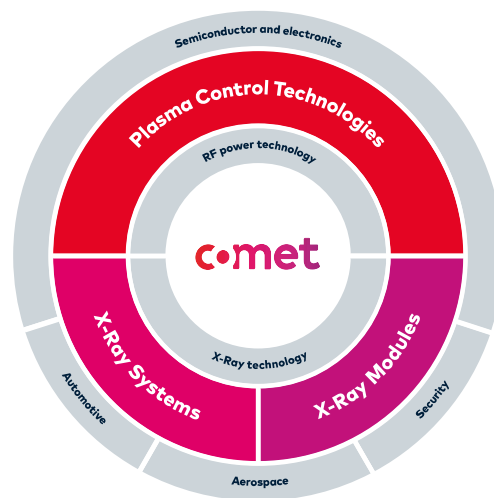 Semiconductor and electronics
Plasma Control Technologies
RF power technology
comet
X-Ray technology
X-Ray Systems
X-Ray Modules
Automotive
Security
Aerospace